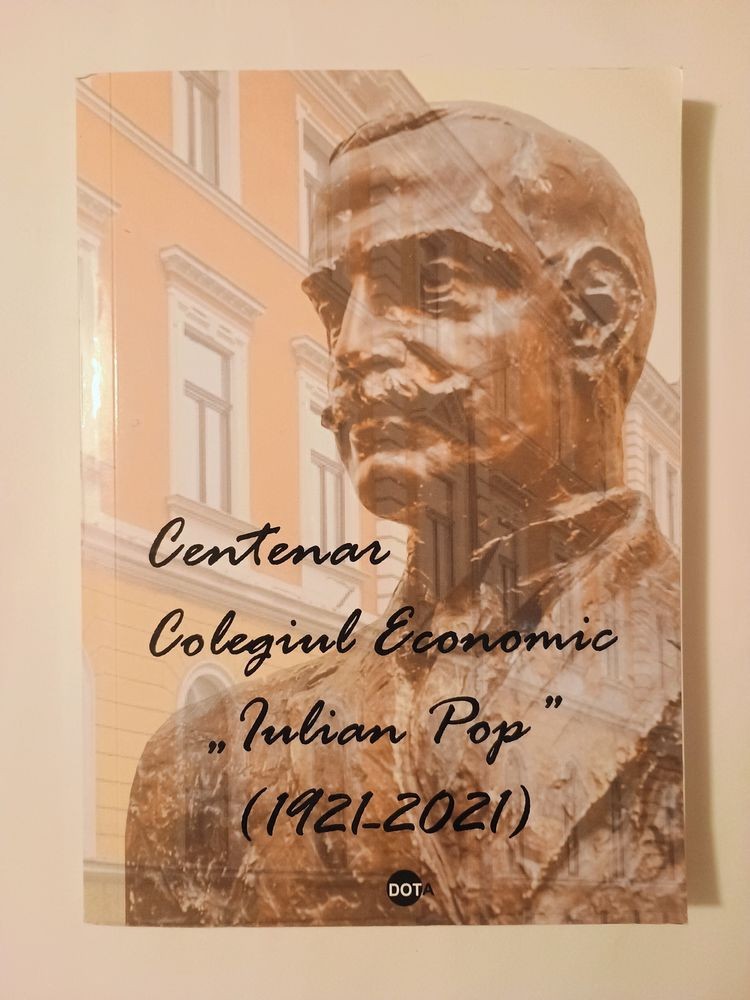 Centenar
Colegiul Economic
„Iulian Pop”
(1921-2021)
DOTA